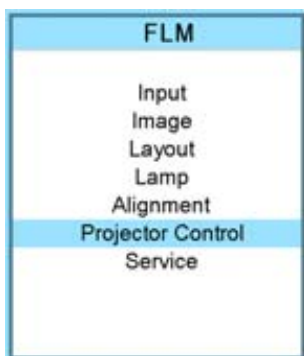 FLM
Input
Image
Layout
Lamp
Alignment
Projector Control
Service